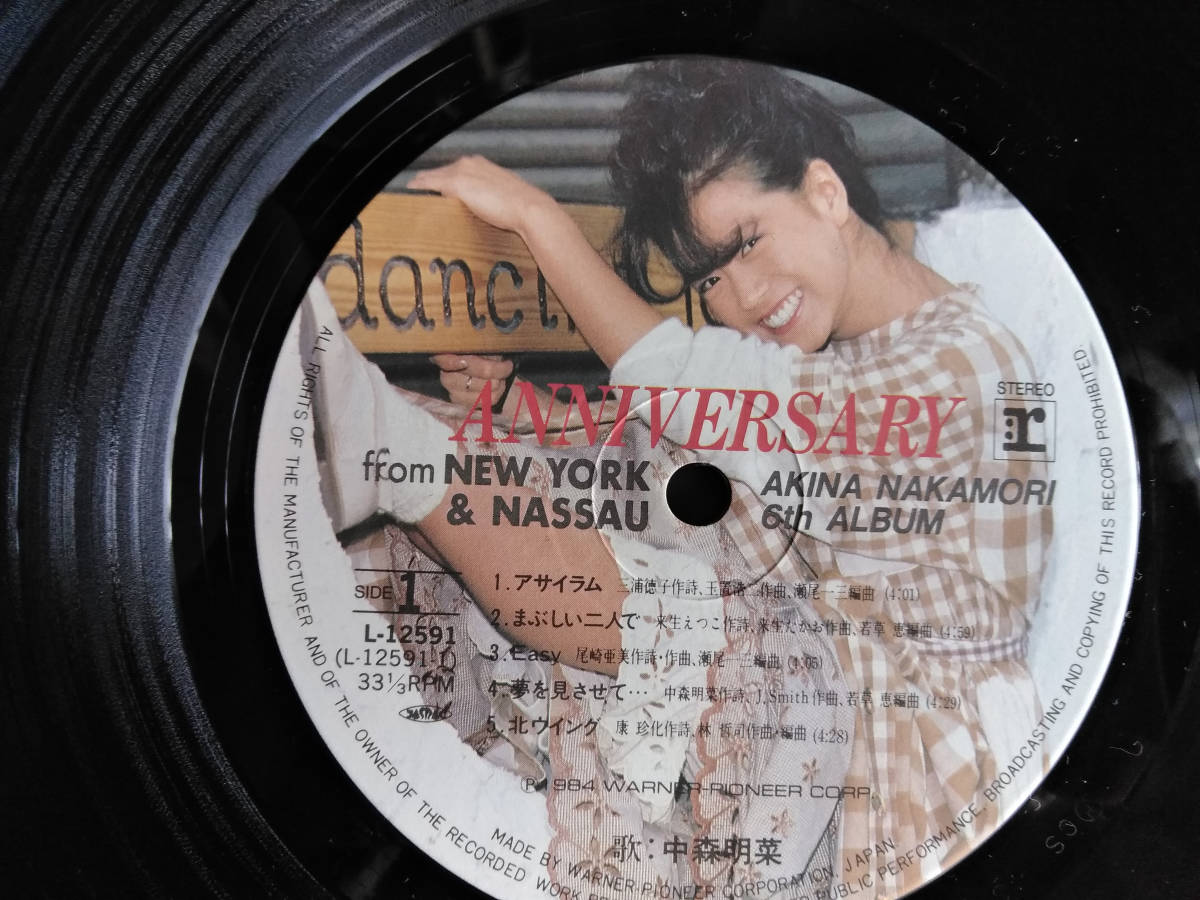 dancing
STEREO
r
ANNIVERSARY
from NEW YORK
& NASSAU
AKINA NAKAMORI
6th ALBUM
SIDE 1
L-12591
(L-12591-1)
33⅓RPM
1. アサイラム 三浦徳子作詩、玉置浩二作曲、瀬尾一三編曲 (4:01)
2. まぶしい二人で 来生えつこ作詩、来生たかお作曲、若草 恵編曲 (4:59)
3. Easy 尾崎亜美作詩・作曲、瀬尾一三編曲 (4:05)
4. 夢を見させて… 中森明菜作詩、J.Smith作曲、若草 恵編曲 (4:29)
5. 北ウイング 康 珍化作詩、林 哲司作曲・編曲 (4:28)
℗ 1984 WARNER-PIONEER CORP.
歌:中森明菜
MADE BY WARNER-PIONEER CORPORATION, JAPAN.
ALL RIGHTS OF THE MANUFACTURER AND OF THE OWNER OF THE RECORDED WORK PUBLIC PERFORMANCE, BROADCASTING AND COPYING OF THIS RECORD PROHIBITED.